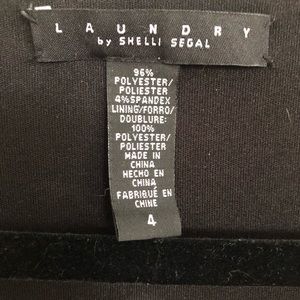 LAUNDRY
by SHELLI SEGAL
96%
POLYESTER/
POLIESTER
4%SPANDEX
LINING/FORRO/
DOUBLURE:
100%
POLYESTER/
POLIESTER
MADE IN
CHINA
HECHO EN
CHINA
FABRIQUÉ EN
CHINE
4